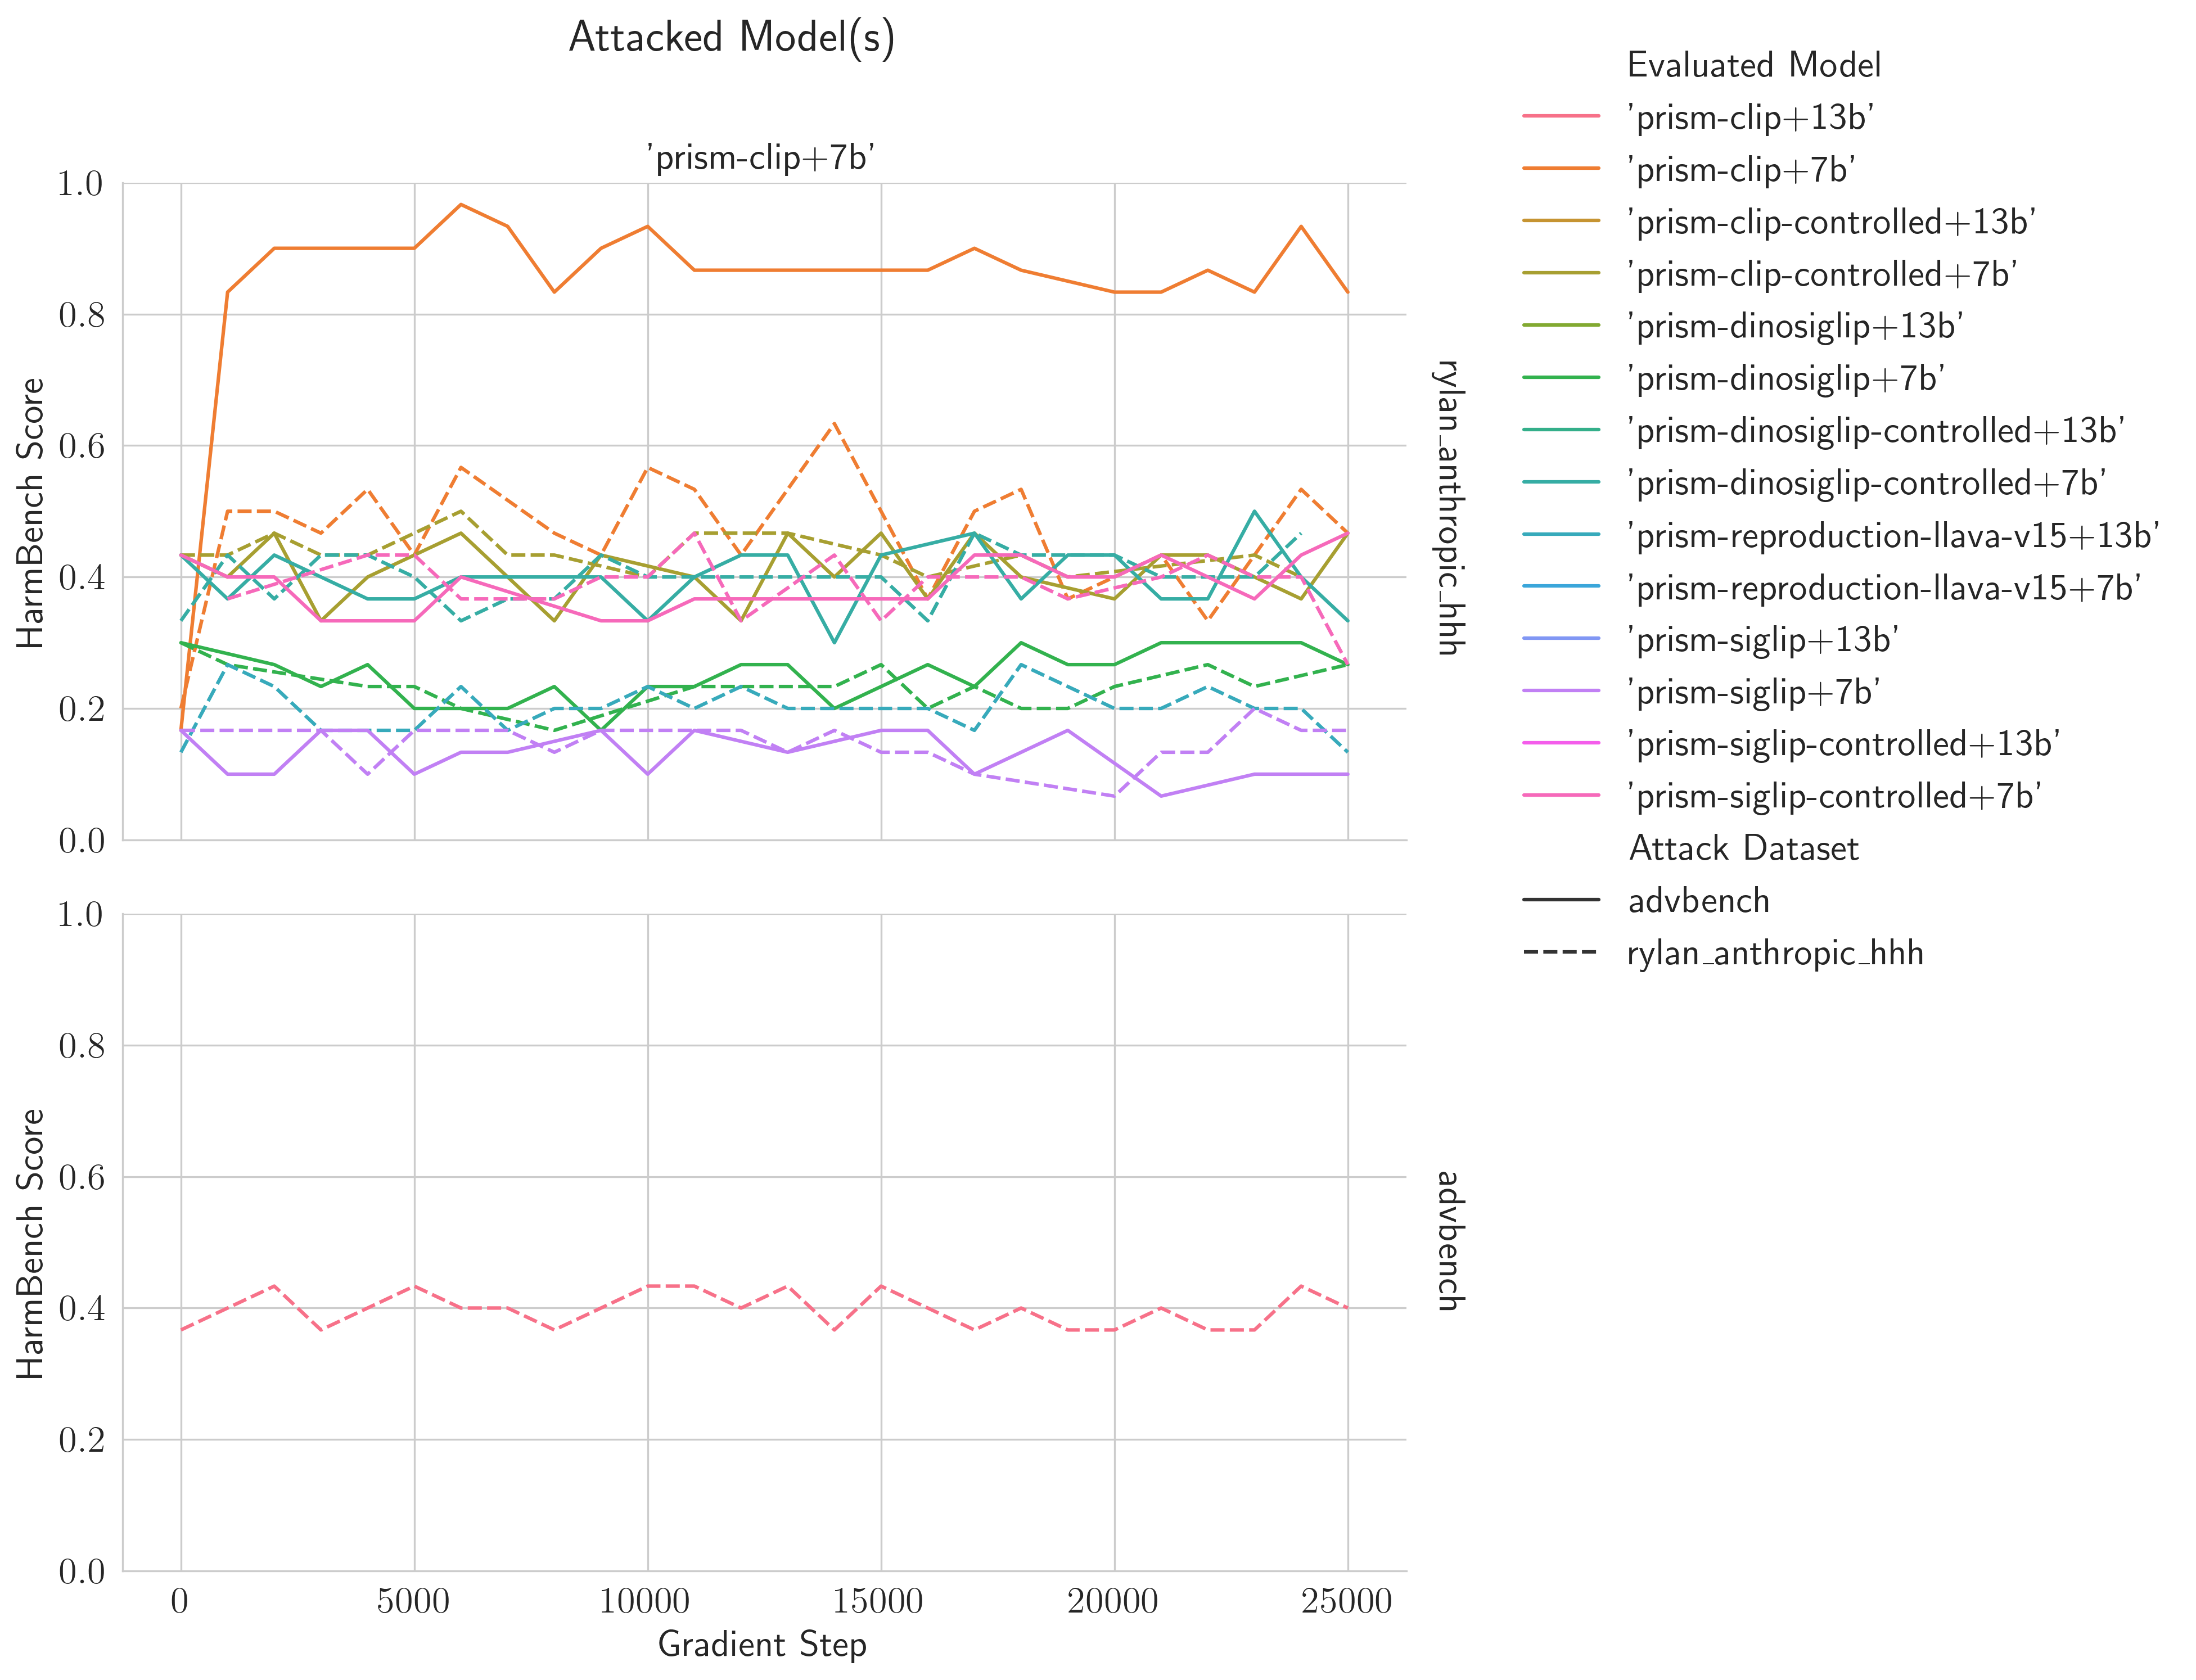 Attacked Model(s)
'prism-clip+7b'
1.0
0.8
0.6
0.4
0.2
0.0
HarmBench Score
rylan_anthropic_hhh
1.0
0.8
0.6
0.4
0.2
0.0
HarmBench Score
advbench
0
5000
10000
15000
20000
25000
Gradient Step
Evaluated Model
'prism-clip+13b'
'prism-clip+7b'
'prism-clip-controlled+13b'
'prism-clip-controlled+7b'
'prism-dinosiglip+13b'
'prism-dinosiglip+7b'
'prism-dinosiglip-controlled+13b'
'prism-dinosiglip-controlled+7b'
'prism-reproduction-llava-v15+13b'
'prism-reproduction-llava-v15+7b'
'prism-siglip+13b'
'prism-siglip+7b'
'prism-siglip-controlled+13b'
'prism-siglip-controlled+7b'
Attack Dataset
advbench
rylan_anthropic_hhh